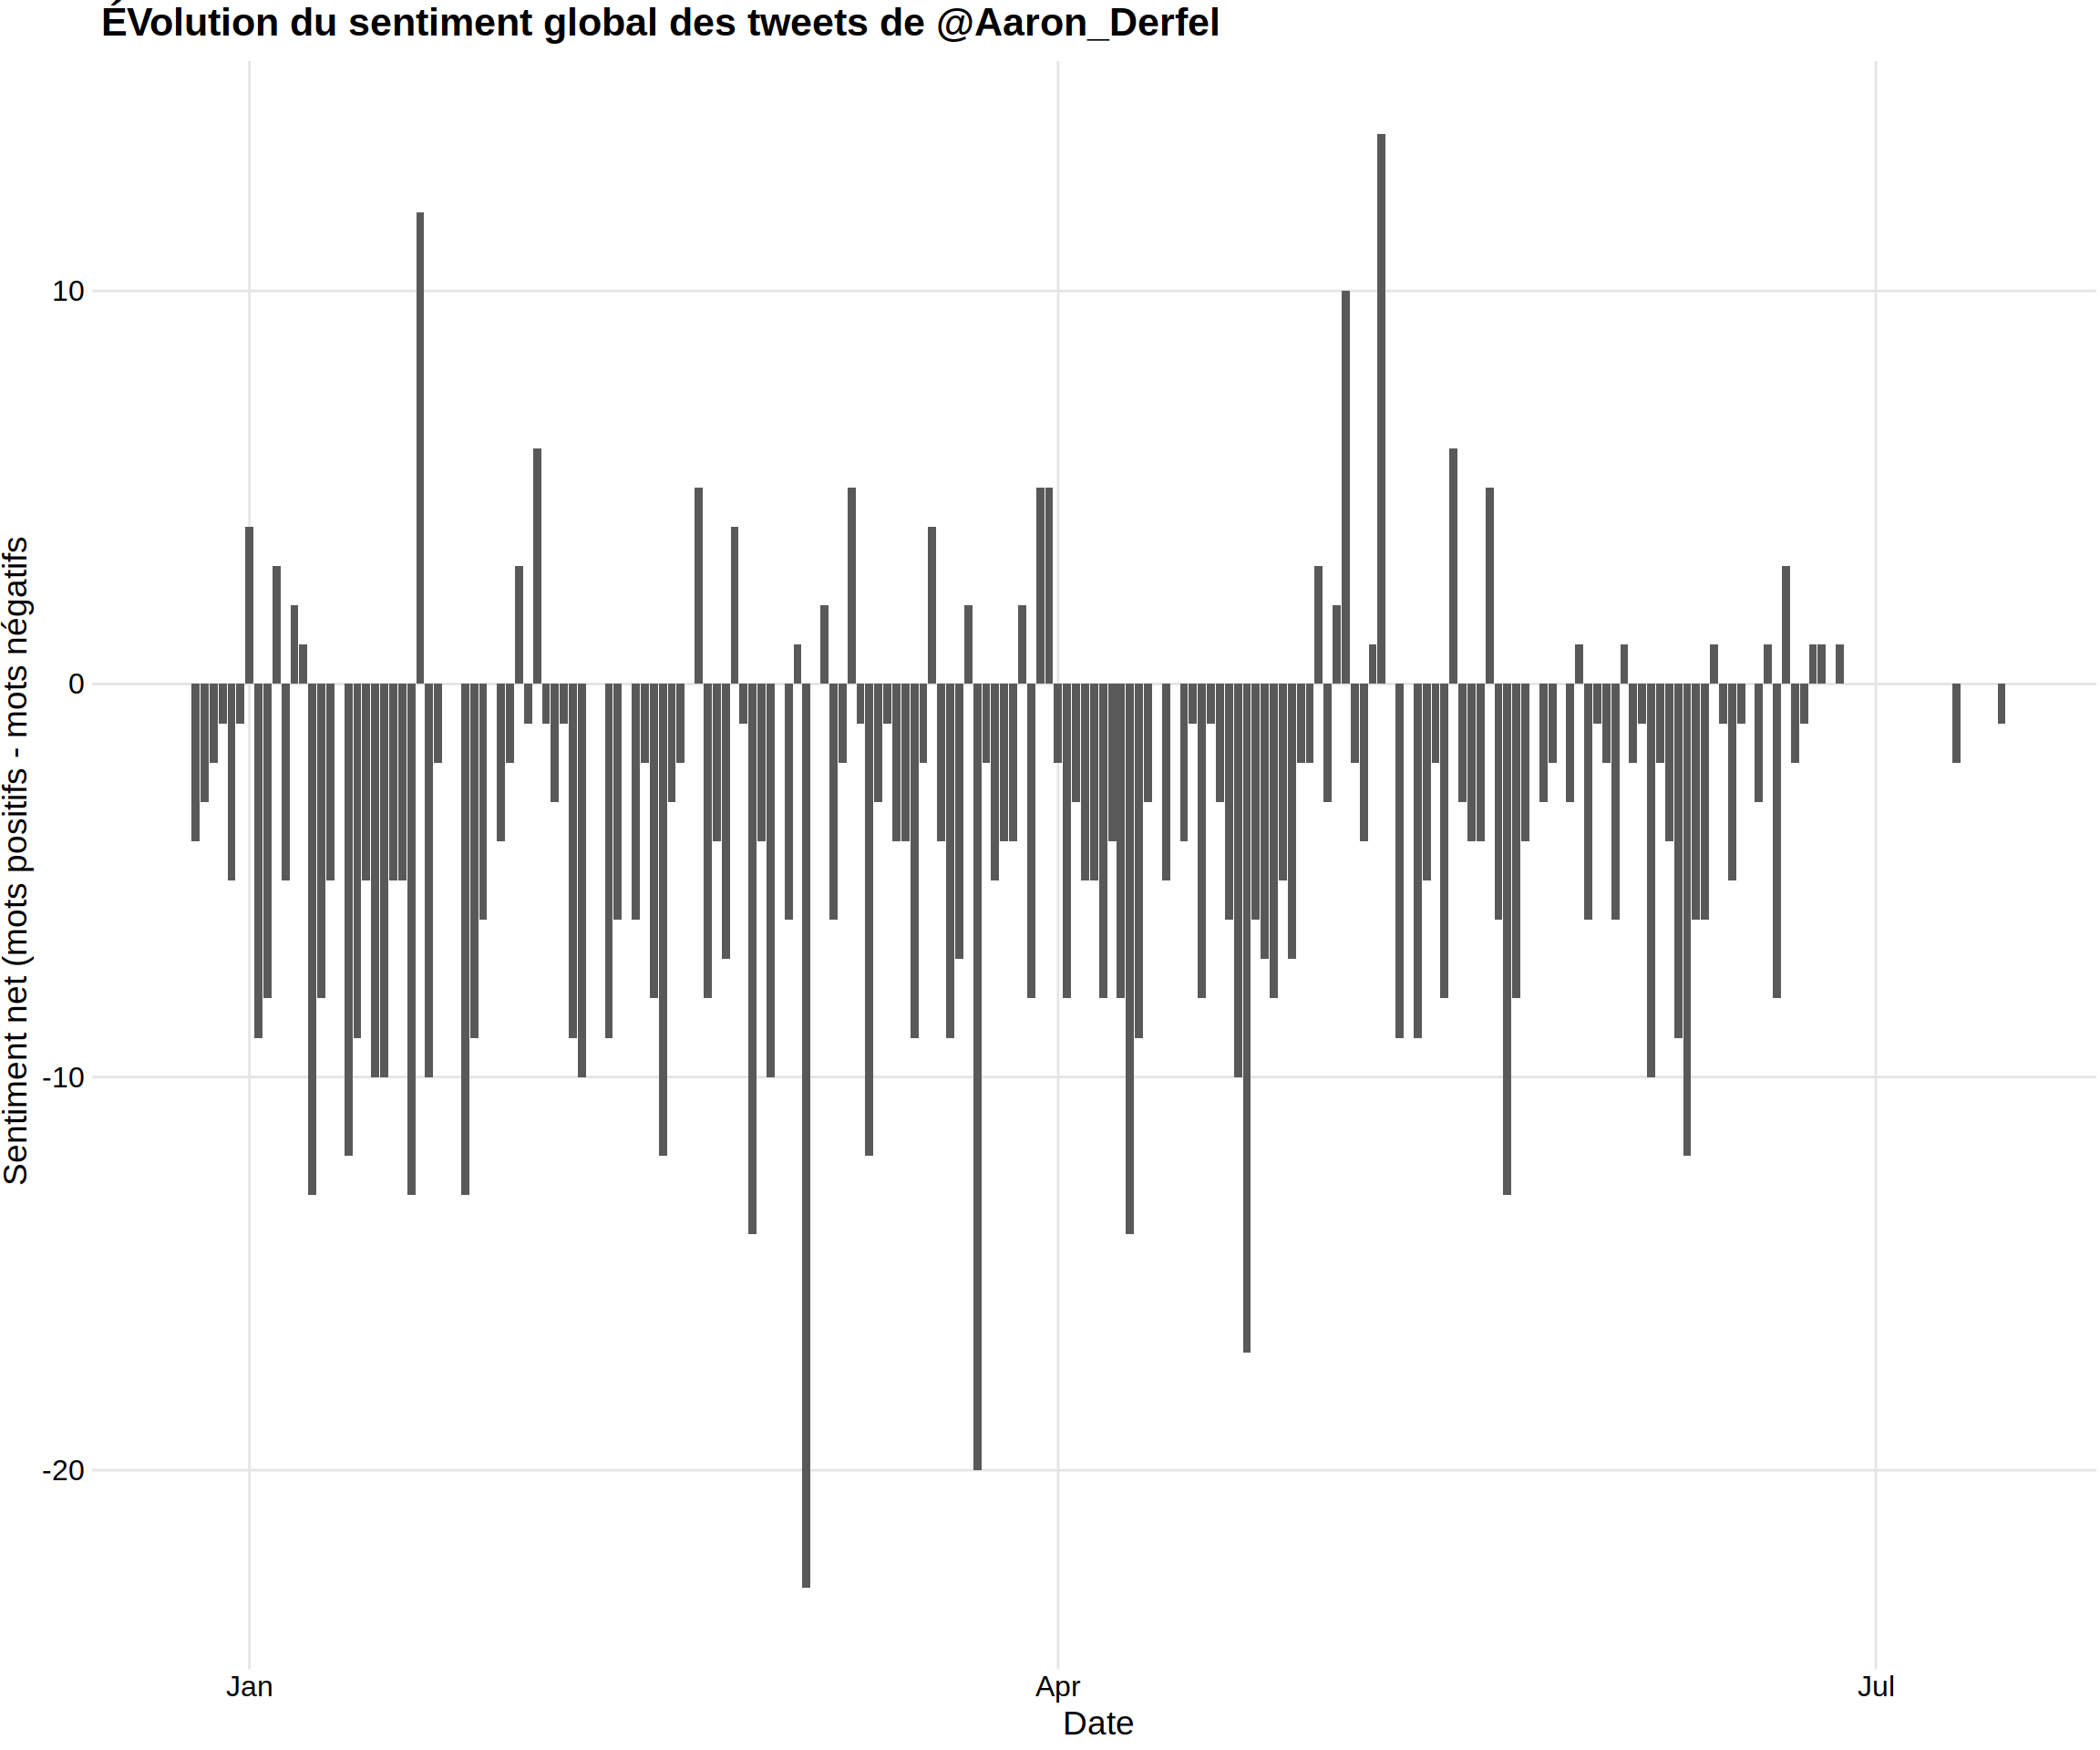 ÉVolution du sentiment global des tweets de @Aaron_Derfel
Sentiment net (mots positifs - mots négatifs
10
0
-10
-20
Jan
Apr
Jul
Date